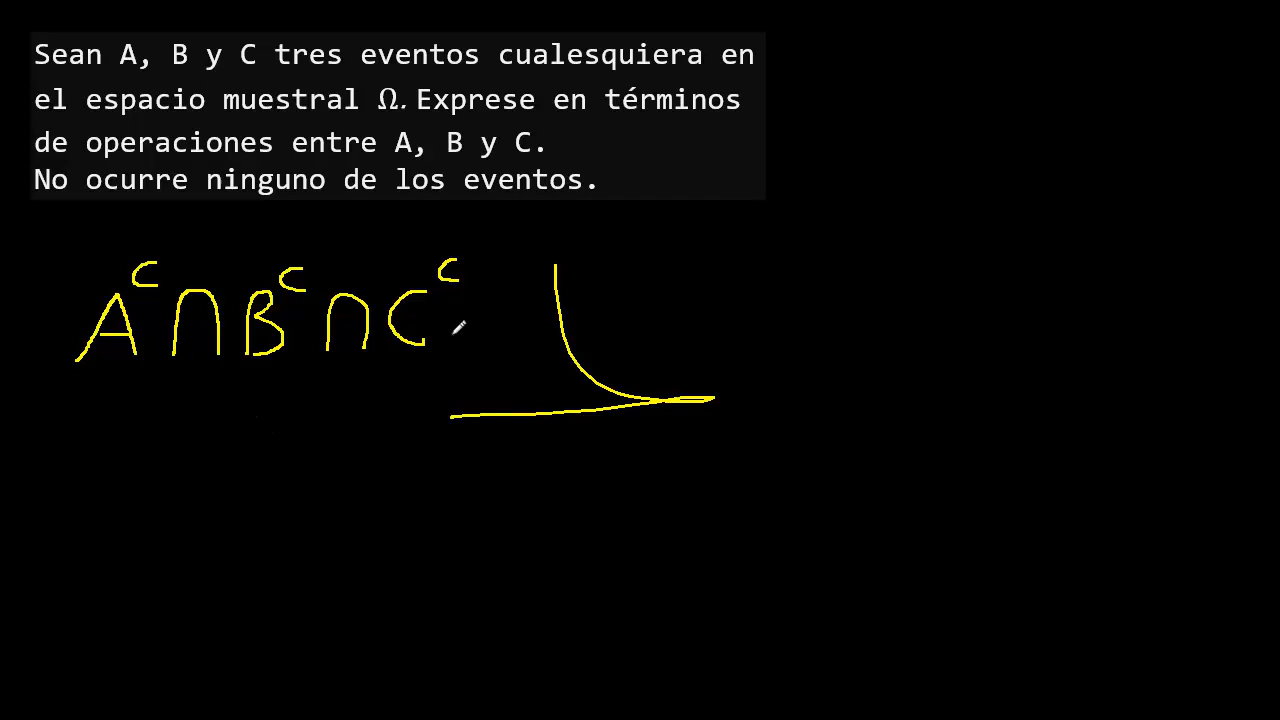 Sean A, B y C tres eventos cualesquiera en
el espacio muestral Ω. Exprese en términos
de operaciones entre A, B y C.
No ocurre ninguno de los eventos.
Aᶜ∩Bᶜ∩Cᶜ